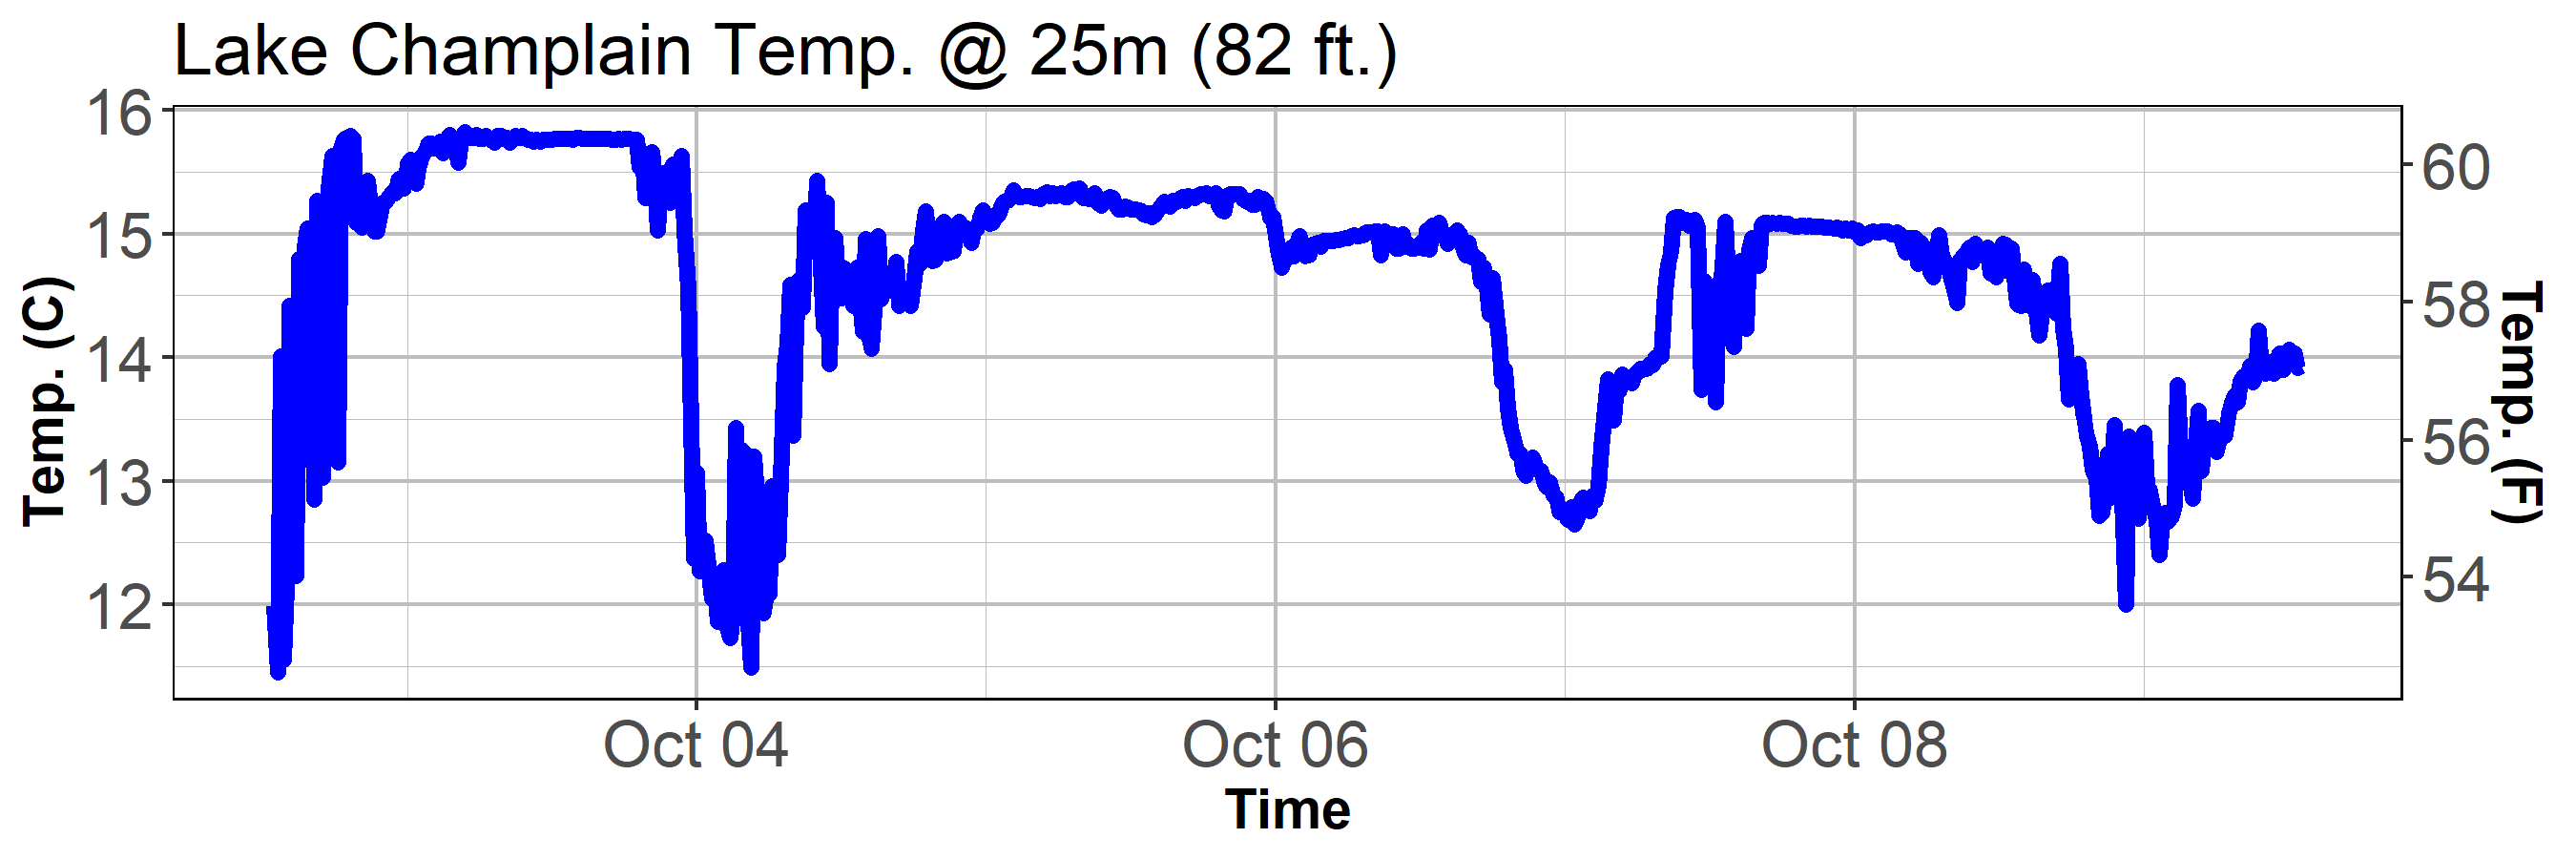 Lake Champlain Temp. @ 25m (82 ft.)
16
15
14
13
12
Temp. (C)
60
58
56
54
Temp. (F)
Oct 04 Oct 06 Oct 08
Time